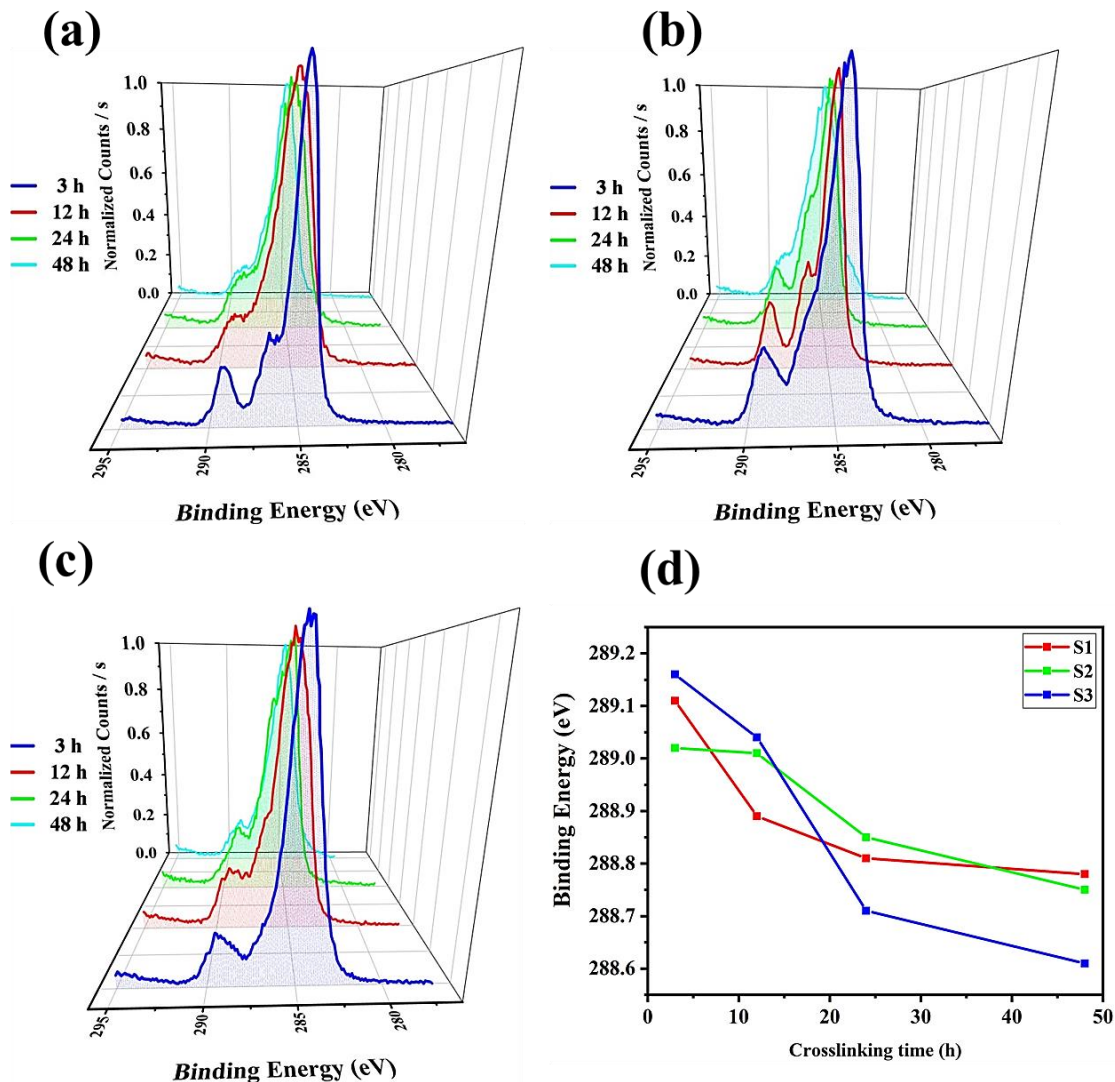 (a)
Normalized Counts / s
1.0
0.8
0.6
0.4
0.2
0.0
3 h
12 h
24 h
48 h
295
290
285
280
Binding Energy (eV)
(b)
Normalized Counts / s
1.0
0.8
0.6
0.4
0.2
0.0
3 h
12 h
24 h
48 h
295
290
285
280
Binding Energy (eV)
(c)
Normalized Counts / s
1.0
0.8
0.6
0.4
0.2
0.0
3 h
12 h
24 h
48 h
295
290
285
280
Binding Energy (eV)
(d)
Binding Energy (eV)
289.2
289.1
289.0
288.9
288.8
288.7
288.6
S1
S2
S3
0 10 20 30 40 50
Crosslinking time (h)